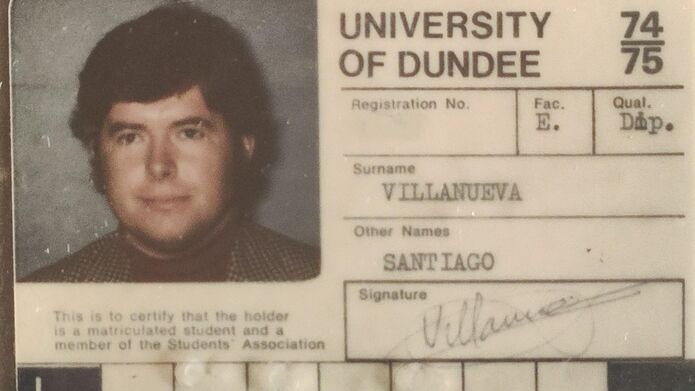 UNIVERSITY 74
OF DUNDEE 75
Registration No. Fac. Qual.
E. Dip.
Surname
VILLANUEVA
Other Names
SANTIAGO
Signature
Villanueva
This is to certify that the holder
is a matriculated student and a
member of the Students' Association